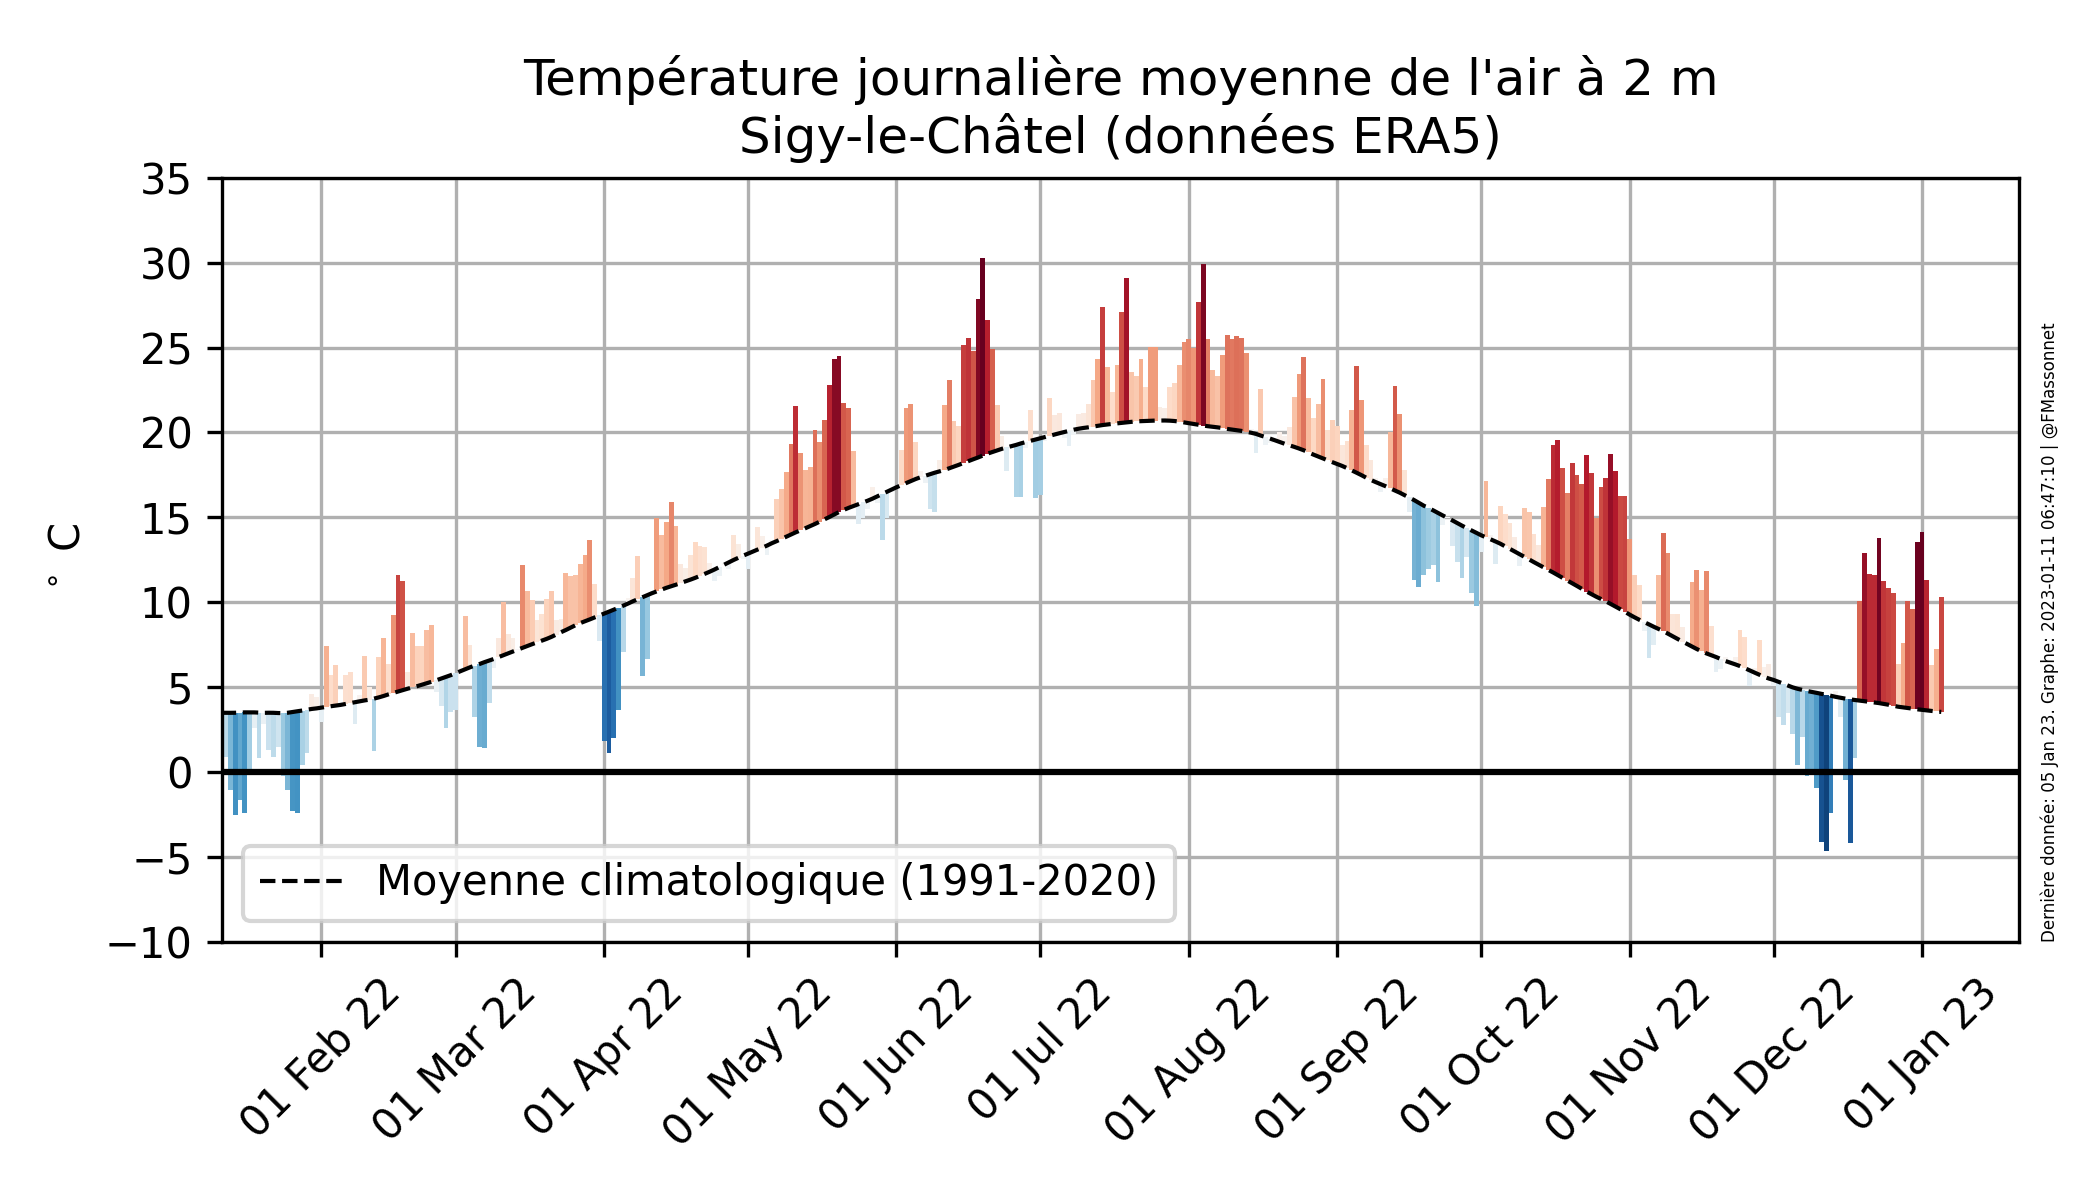 Température journalière moyenne de l'air à 2 m
Sigy-le-Châtel (données ERA5)
35
30
25
20
15
10
5
0
−5
−10
° C
Moyenne climatologique (1991-2020)
01 Feb 22
01 Mar 22
01 Apr 22
01 May 22
01 Jun 22
01 Jul 22
01 Aug 22
01 Sep 22
01 Oct 22
01 Nov 22
01 Dec 22
01 Jan 23
Dernière donnée: 05 Jan 23. Graphe: 2023-01-11 06:47:10 | @FMassonnet